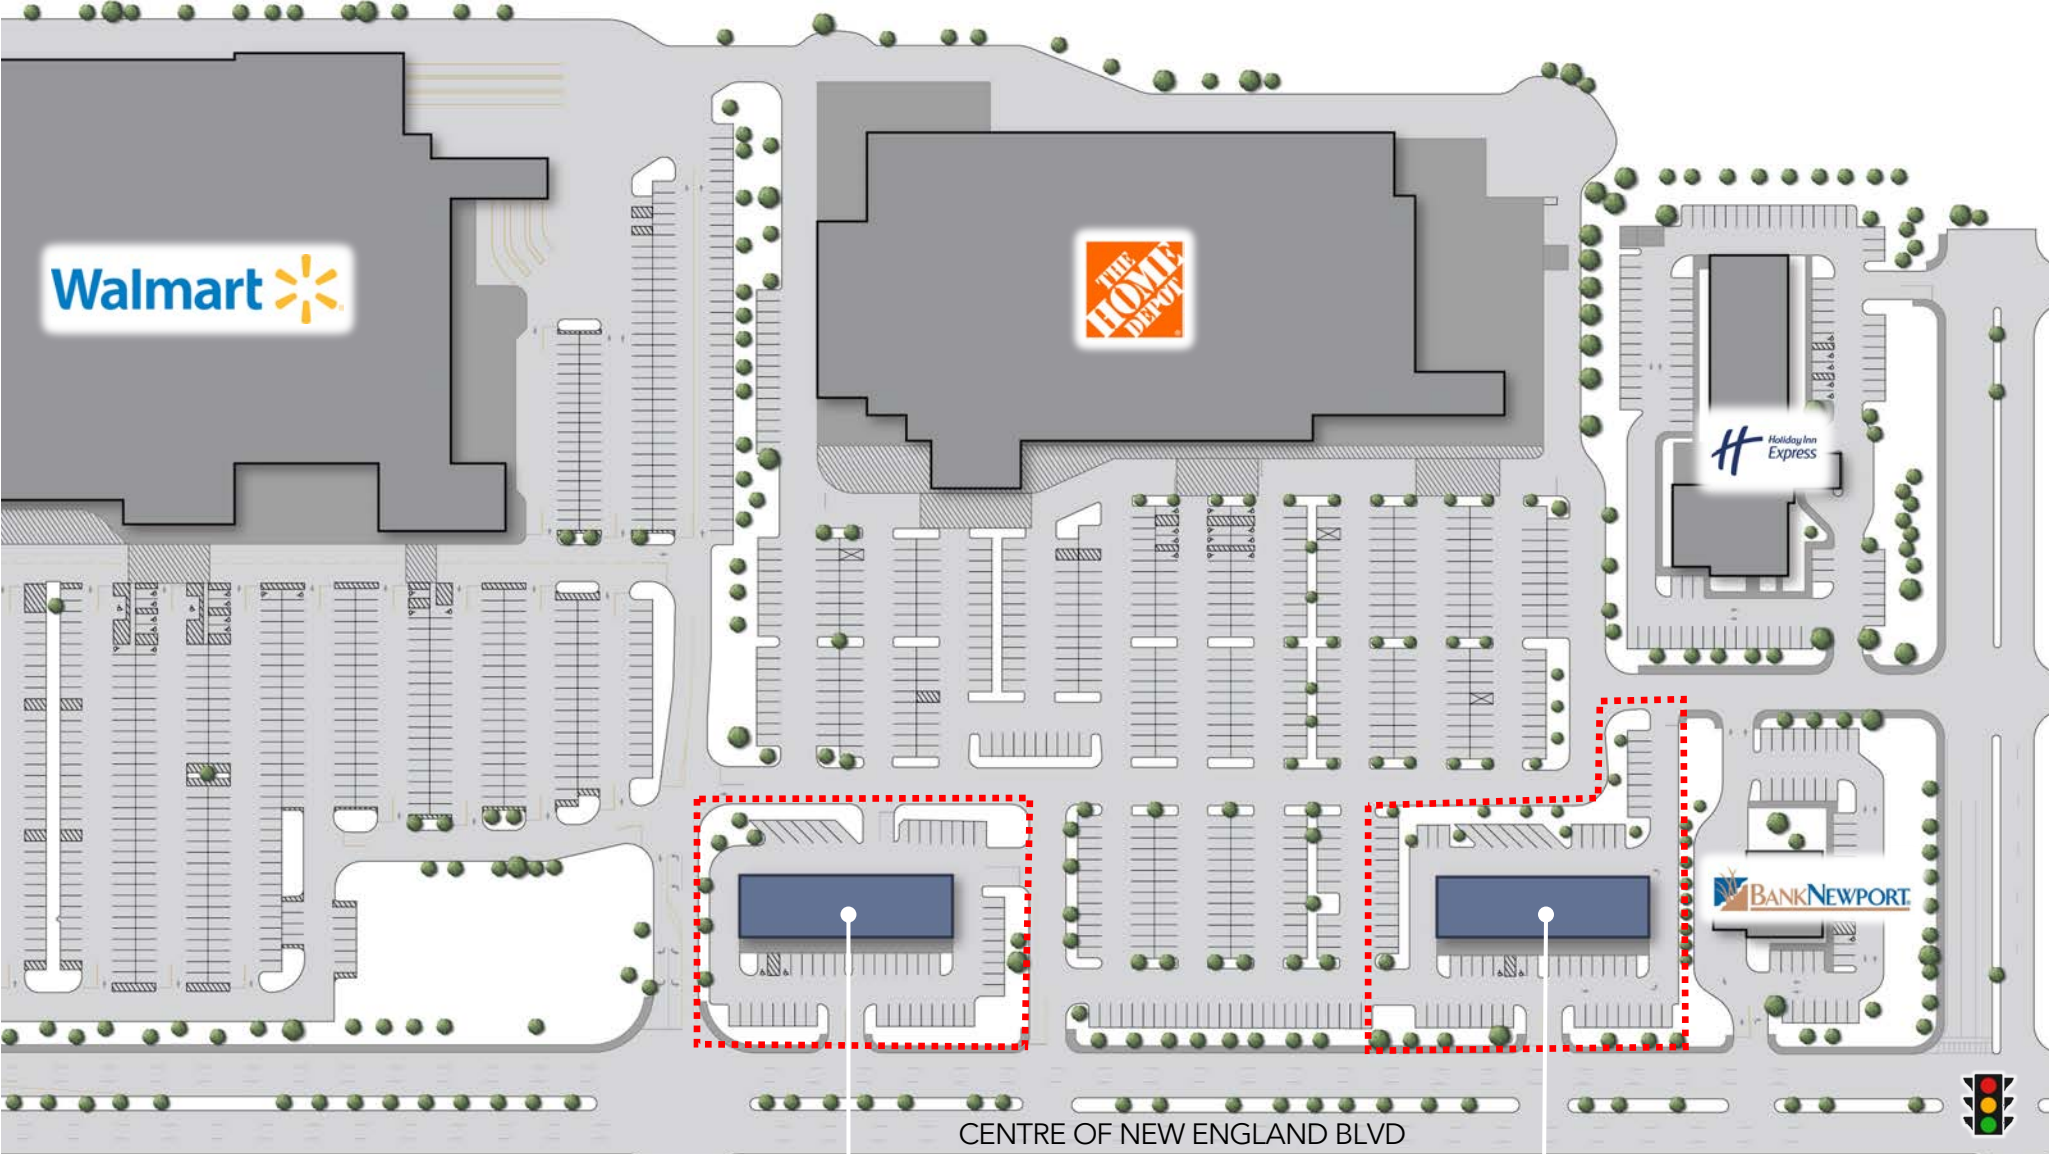 Walmart
THE
HOME
DEPOT
Holiday Inn
Express
BANKNEWPORT
CENTRE OF NEW ENGLAND BLVD